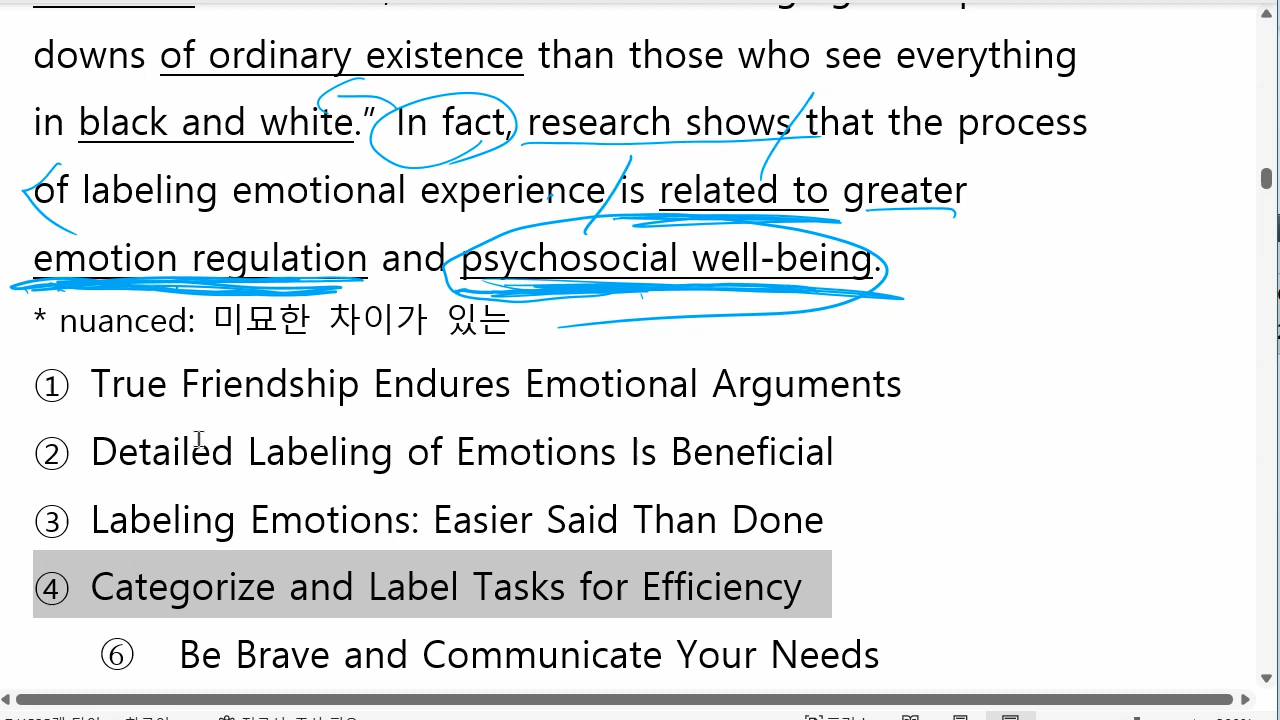 downs of ordinary existence than those who see everything
in black and white.” In fact, research shows that the process
of labeling emotional experience is related to greater
emotion regulation and psychosocial well-being.
* nuanced: 미묘한 차이가 있는
① True Friendship Endures Emotional Arguments
② Detailed Labeling of Emotions Is Beneficial
③ Labeling Emotions: Easier Said Than Done
④ Categorize and Label Tasks for Efficiency
⑥ Be Brave and Communicate Your Needs